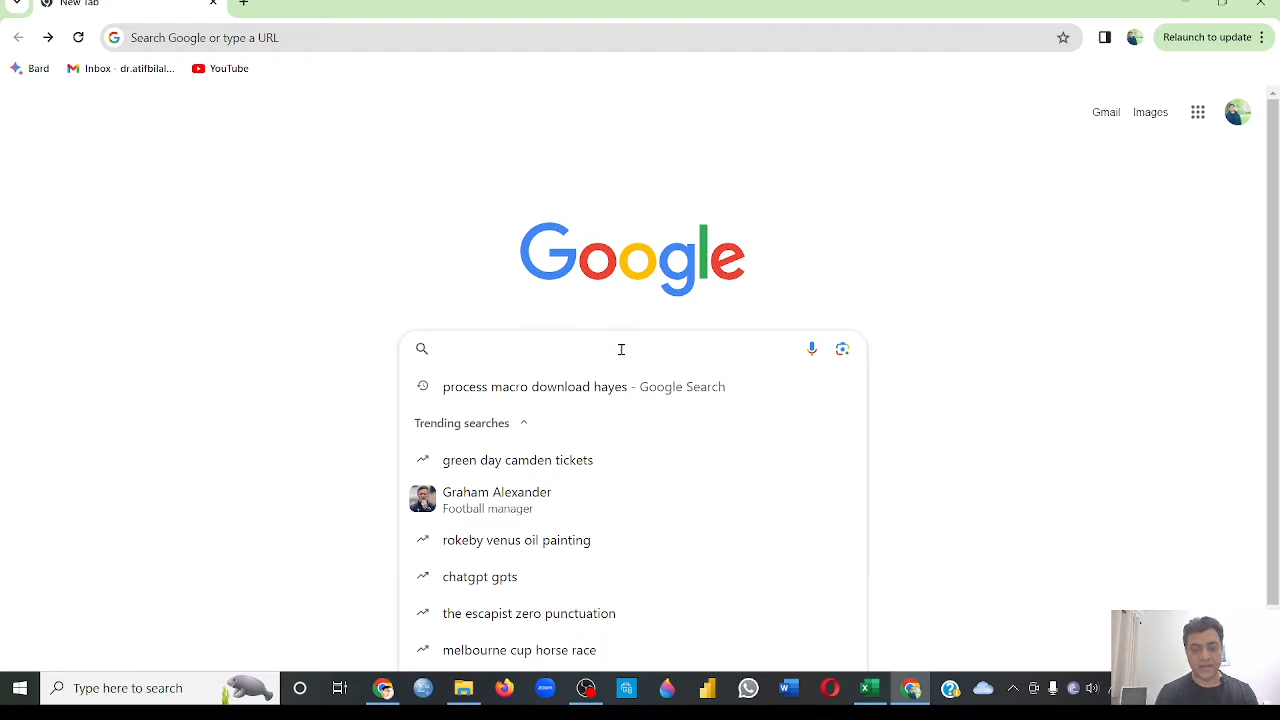 New Tab
Search Google or type a URL
Relaunch to update
Bard
Inbox - dr.atifbilal...
YouTube
Gmail
Images
Google
process macro download hayes - Google Search
Trending searches
green day camden tickets
Graham Alexander
Football manager
rokeby venus oil painting
chatgpt gpts
the escapist zero punctuation
melbourne cup horse race
Type here to search
zoom